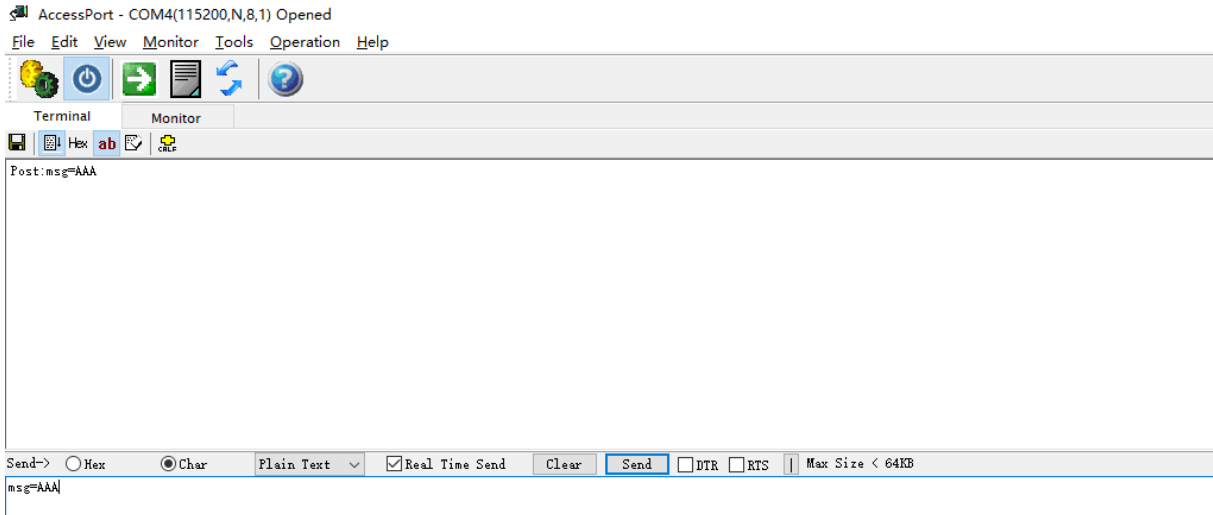 AccessPort - COM4(115200,N,8,1) Opened
File Edit View Monitor Tools Operation Help
Terminal Monitor
Hex ab CRLF
Post:msg=AAA
Send-> Hex Char Plain Text Real Time Send Clear Send DTR RTS | Max Size < 64KB
msg=AAA